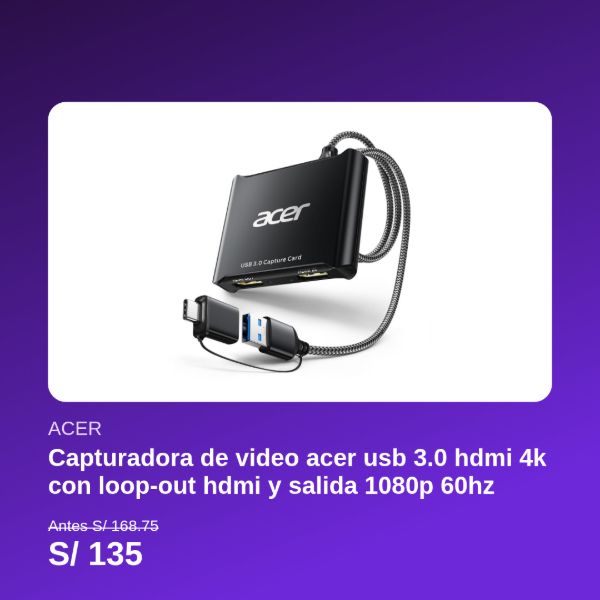 acer
USB 3.0 Capture Card
ACER
Capturadora de video acer usb 3.0 hdmi 4k
con loop-out hdmi y salida 1080p 60hz
Antes S/ 168.75
S/ 135